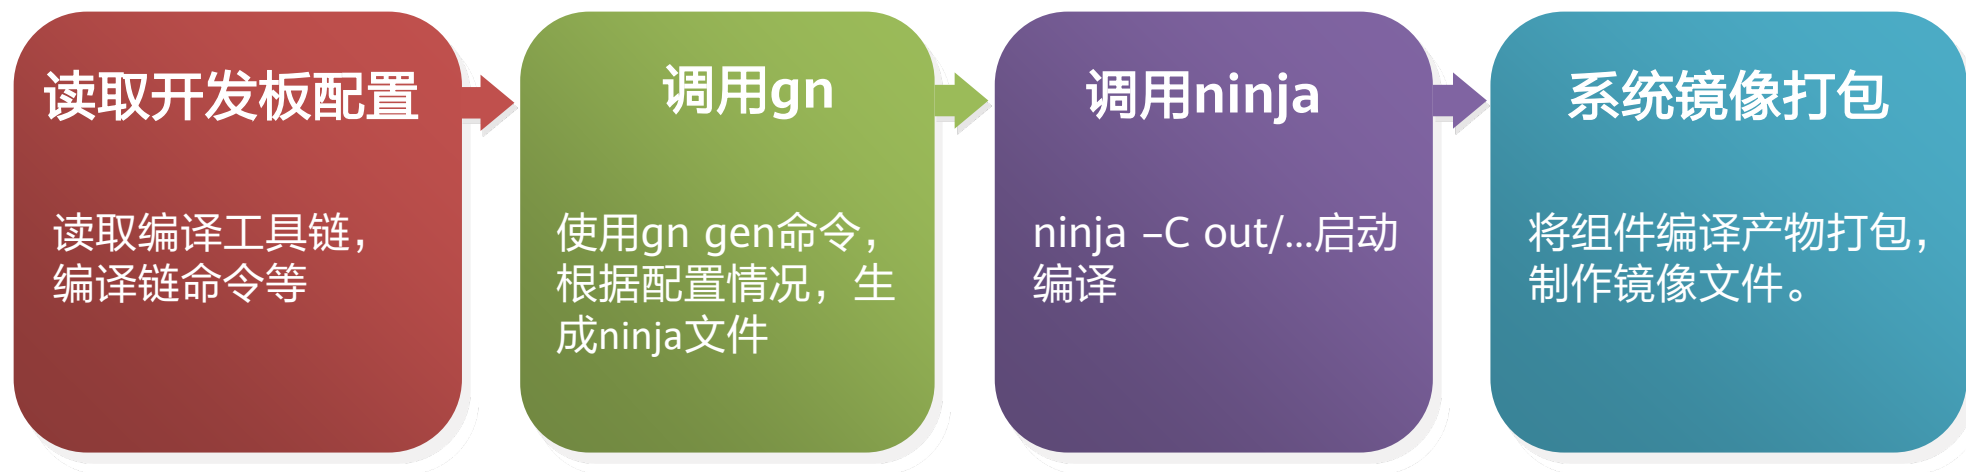 读取开发板配置
读取编译工具链，
编译链命令等
调用gn
使用gn gen命令，
根据配置情况，生
成ninja文件
调用ninja
ninja –C out/...启动
编译
系统镜像打包
将组件编译产物打包，
制作镜像文件。